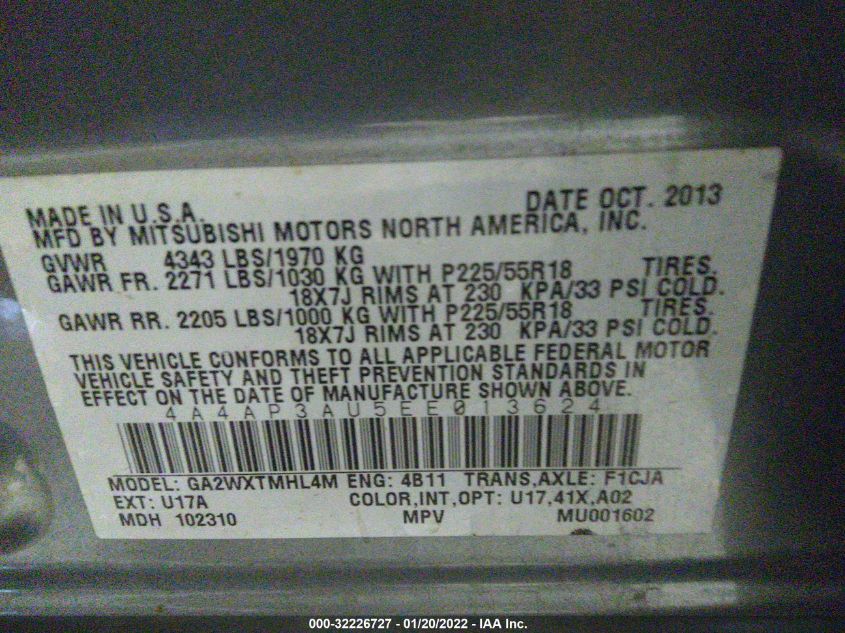 MADE IN U.S.A. DATE OCT. 2013
MFD BY MITSUBISHI MOTORS NORTH AMERICA, INC.
GVWR 4343 LBS/1970 KG
GAWR FR. 2271 LBS/1030 KG WITH P225/55R18 TIRES,
18X7J RIMS AT 230 KPA/33 PSI COLD.
GAWR RR. 2205 LBS/1000 KG WITH P225/55R18 TIRES,
18X7J RIMS AT 230 KPA/33 PSI COLD.
THIS VEHICLE CONFORMS TO ALL APPLICABLE FEDERAL MOTOR
VEHICLE SAFETY AND THEFT PREVENTION STANDARDS IN
EFFECT ON THE DATE OF MANUFACTURE SHOWN ABOVE.
4A4AP3AU5EE013624
MODEL: GA2WXTMHL4M ENG: 4B11 TRANS,AXLE: F1CJA
EXT: U17A COLOR,INT,OPT: U17,41X,A02
MDH 102310 MPV MU001602
000-32226727 - 01/20/2022 - IAA Inc.